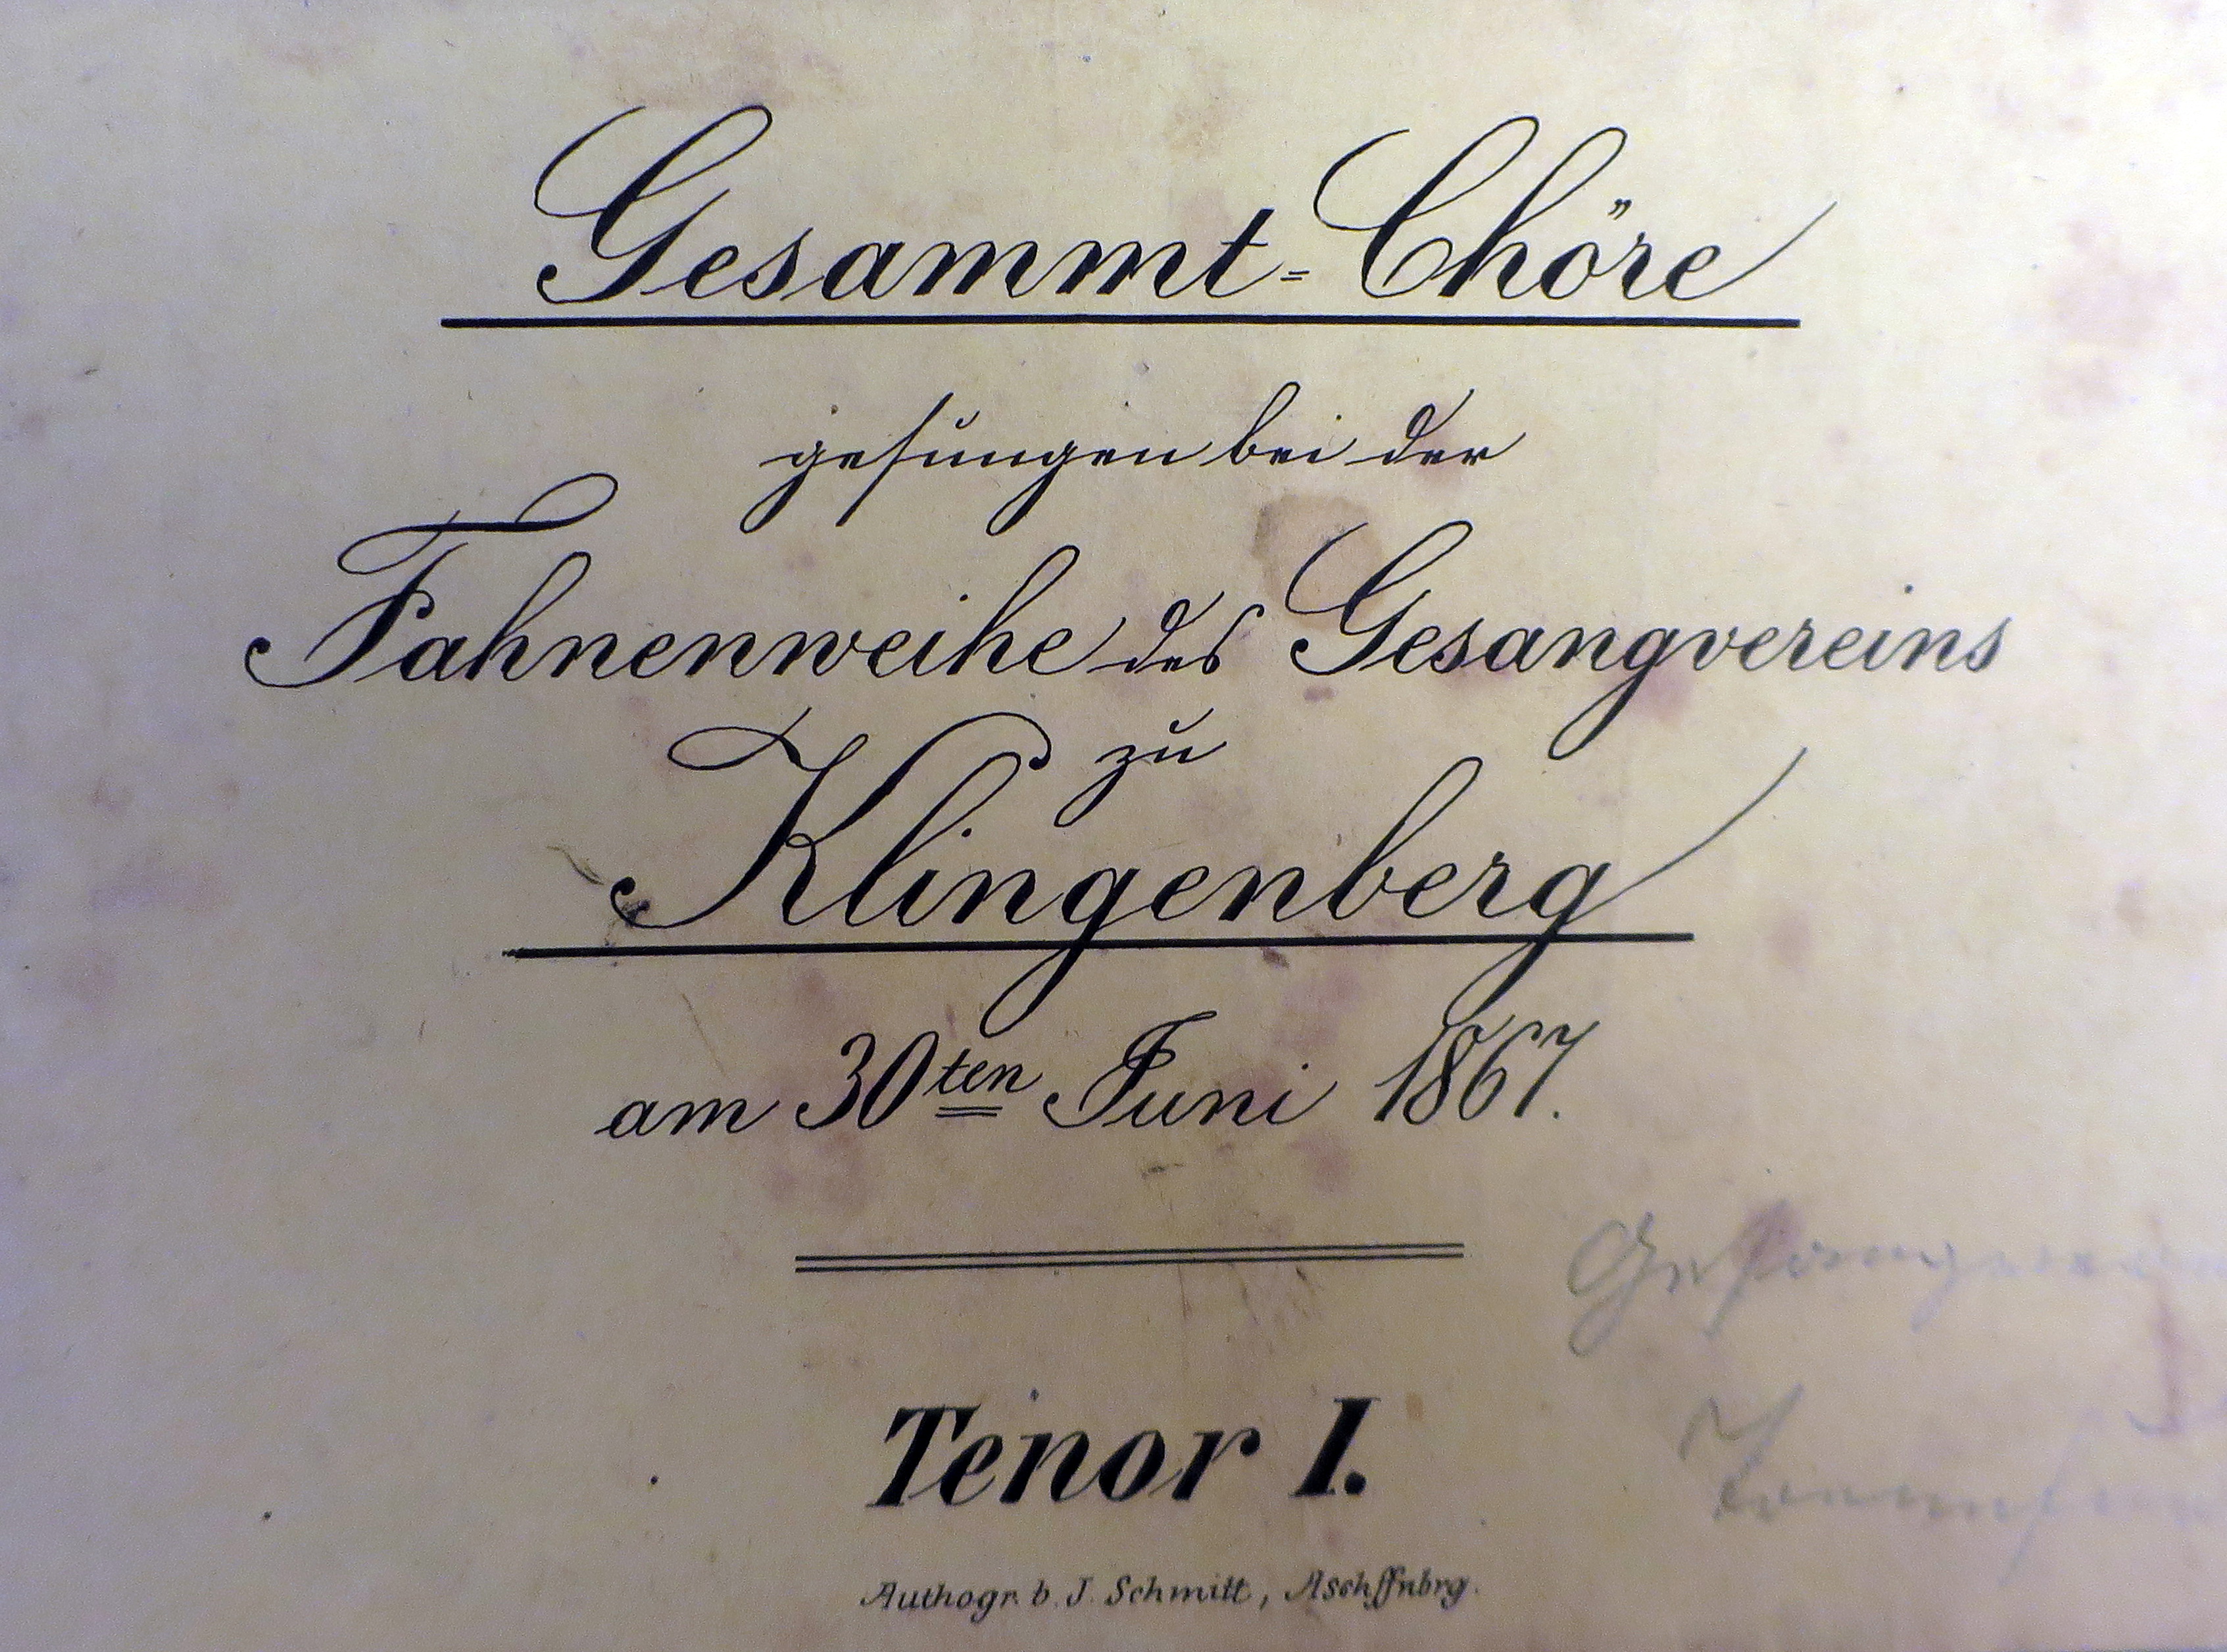 Gesammt-Chöre
gesungen bei der
Fahnenweihe des Gesangvereins
zu
Klingenberg
am 30ten Juni 1867.
Tenor I.
Authogr. b. J. Schmitt, Aschffnbrg.